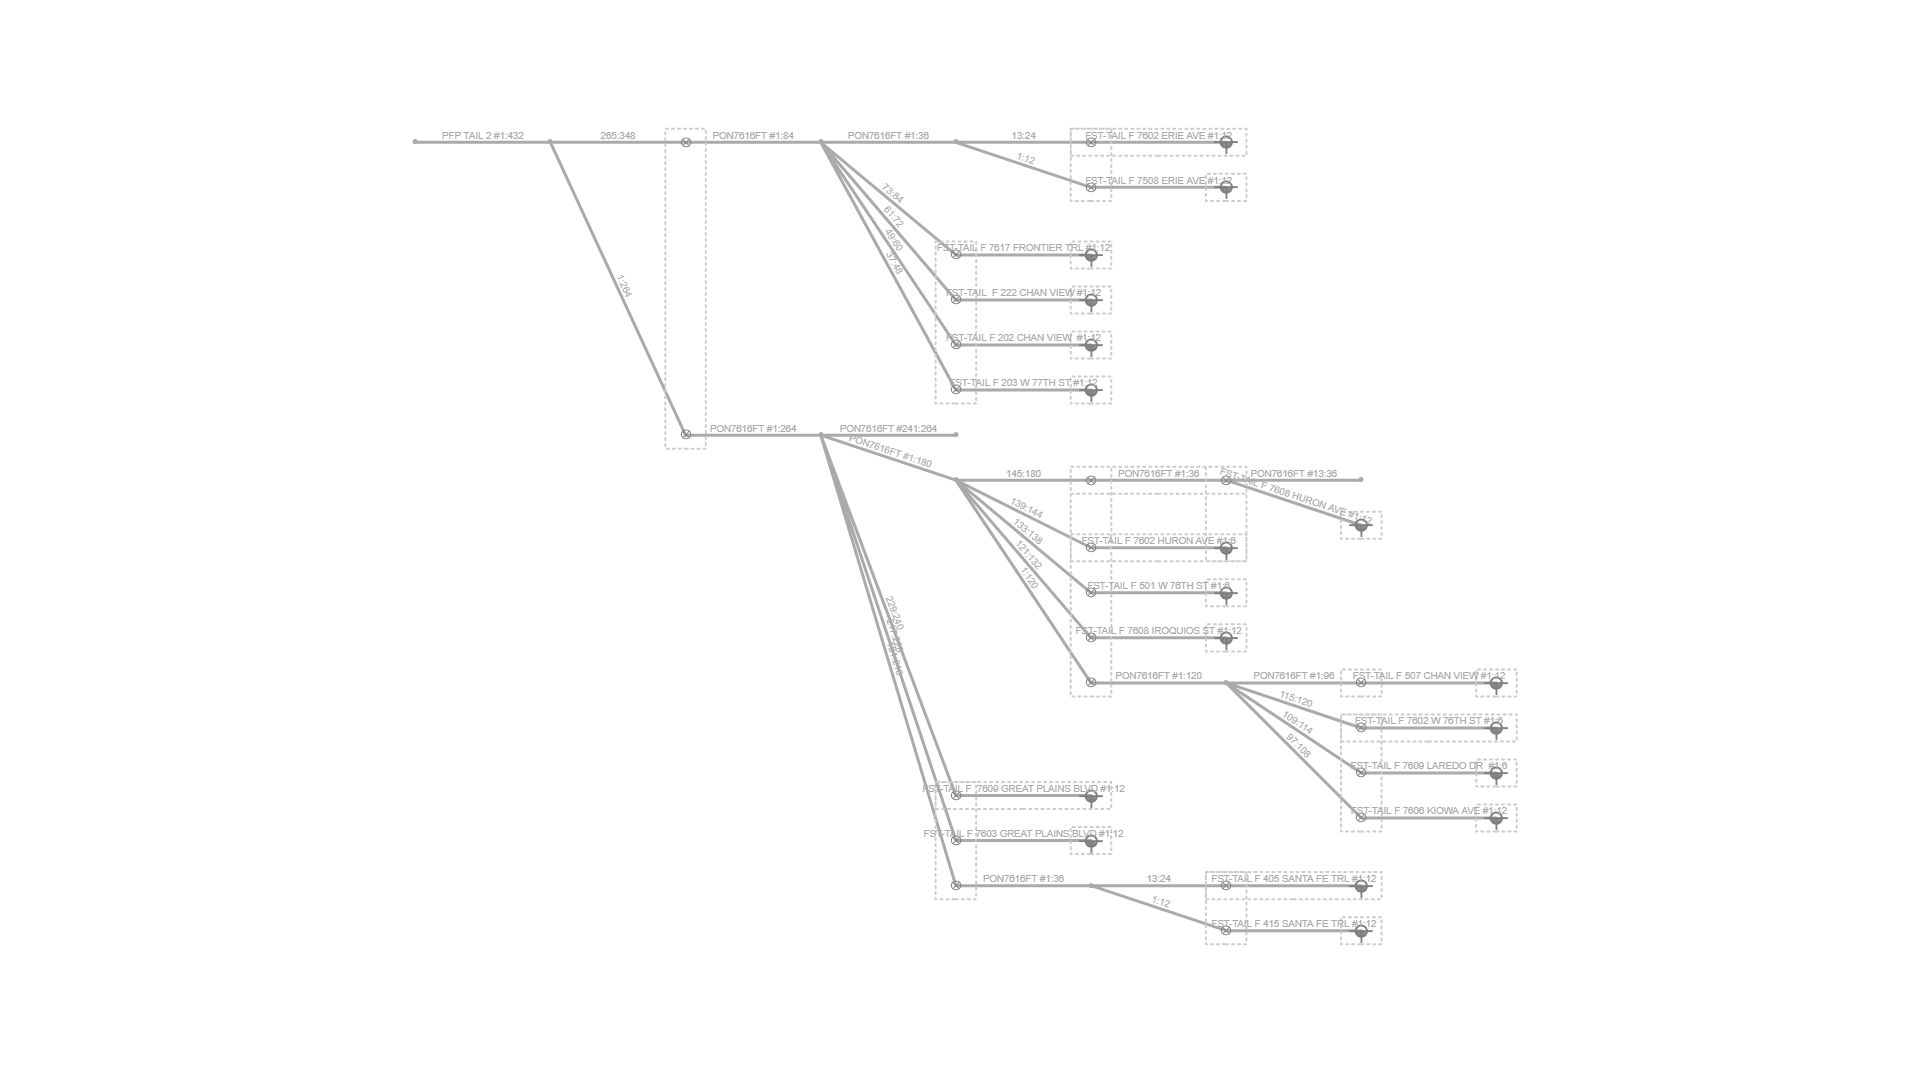 PFP TAIL 2 #1:432
265:348
PON7616FT #1:84
PON7616FT #1:36
13:24
FST-TAIL F 7602 ERIE AVE #1:12
1:12
FST-TAIL F 7508 ERIE AVE #1:12
73:84
61:72
49:60
37:48
FST-TAIL F 7617 FRONTIER TRL #1:12
FST-TAIL F 222 CHAN VIEW #1:12
FST-TAIL F 202 CHAN VIEW #1:12
FST-TAIL F 203 W 77TH ST #1:12
1:264
PON7616FT #1:264
PON7616FT #241:264
PON7616FT #1:180
145:180
PON7616FT #1:36
PON7616FT #13:36
FST-TAIL F 7608 HURON AVE #1:12
139:144
133:138
121:132
1:120
FST-TAIL F 7602 HURON AVE #1:6
FST-TAIL F 501 W 76TH ST #1:6
FST-TAIL F 7608 IROQUIOS ST #1:12
PON7616FT #1:120
PON7616FT #1:96
FST-TAIL F 507 CHAN VIEW #1:12
115:120
109:114
97:108
FST-TAIL F 7602 W 76TH ST #1:6
FST-TAIL F 7609 LAREDO DR #1:6
FST-TAIL F 7606 KIOWA AVE #1:12
229:240
FST-TAIL F 7609 GREAT PLAINS BLVD #1:12
FST-TAIL F 7603 GREAT PLAINS BLVD #1:12
PON7616FT #1:36
13:24
FST-TAIL F 405 SANTA FE TRL #1:12
1:12
FST-TAIL F 415 SANTA FE TRL #1:12